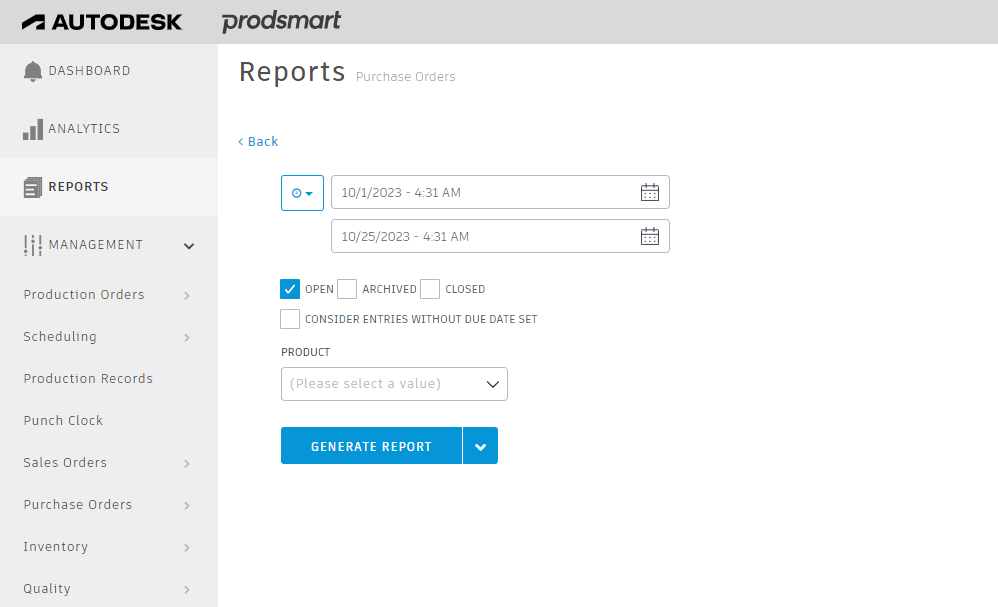 AUTODESK prodsmart
DASHBOARD
ANALYTICS
REPORTS
MANAGEMENT
Production Orders
Scheduling
Production Records
Punch Clock
Sales Orders
Purchase Orders
Inventory
Quality
Reports Purchase Orders
Back
10/1/2023 - 4:31 AM
10/25/2023 - 4:31 AM
OPEN ARCHIVED CLOSED
CONSIDER ENTRIES WITHOUT DUE DATE SET
PRODUCT
(Please select a value)
GENERATE REPORT